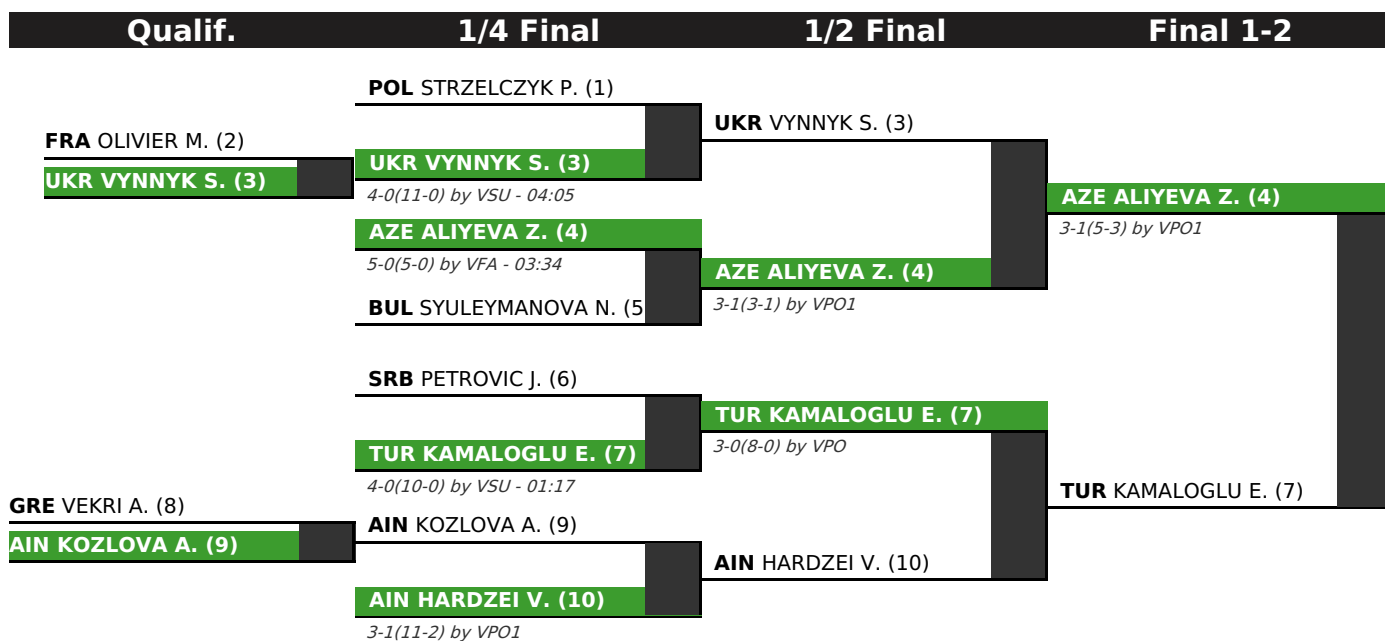 Qualif.
1/4 Final
1/2 Final
Final 1-2
FRA OLIVIER M. (2)
UKR VYNNYK S. (3)
GRE VEKRI A. (8)
AIN KOZLOVA A. (9)
POL STRZELCZYK P. (1)
UKR VYNNYK S. (3)
4-0(11-0) by VSU - 04:05
AZE ALIYEVA Z. (4)
5-0(5-0) by VFA - 03:34
BUL SYULEYMANOVA N. (5
SRB PETROVIC J. (6)
TUR KAMALOGLU E. (7)
4-0(10-0) by VSU - 01:17
AIN KOZLOVA A. (9)
AIN HARDZEI V. (10)
3-1(11-2) by VPO1
UKR VYNNYK S. (3)
AZE ALIYEVA Z. (4)
3-1(3-1) by VPO1
TUR KAMALOGLU E. (7)
3-0(8-0) by VPO
AIN HARDZEI V. (10)
AZE ALIYEVA Z. (4)
3-1(5-3) by VPO1
TUR KAMALOGLU E. (7)